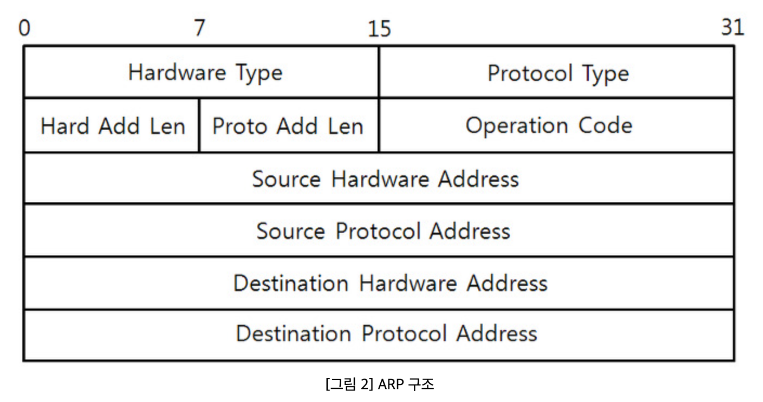 0 7 15 31
Hardware Type Protocol Type
Hard Add Len Proto Add Len Operation Code
Source Hardware Address
Source Protocol Address
Destination Hardware Address
Destination Protocol Address
[그림 2] ARP 구조